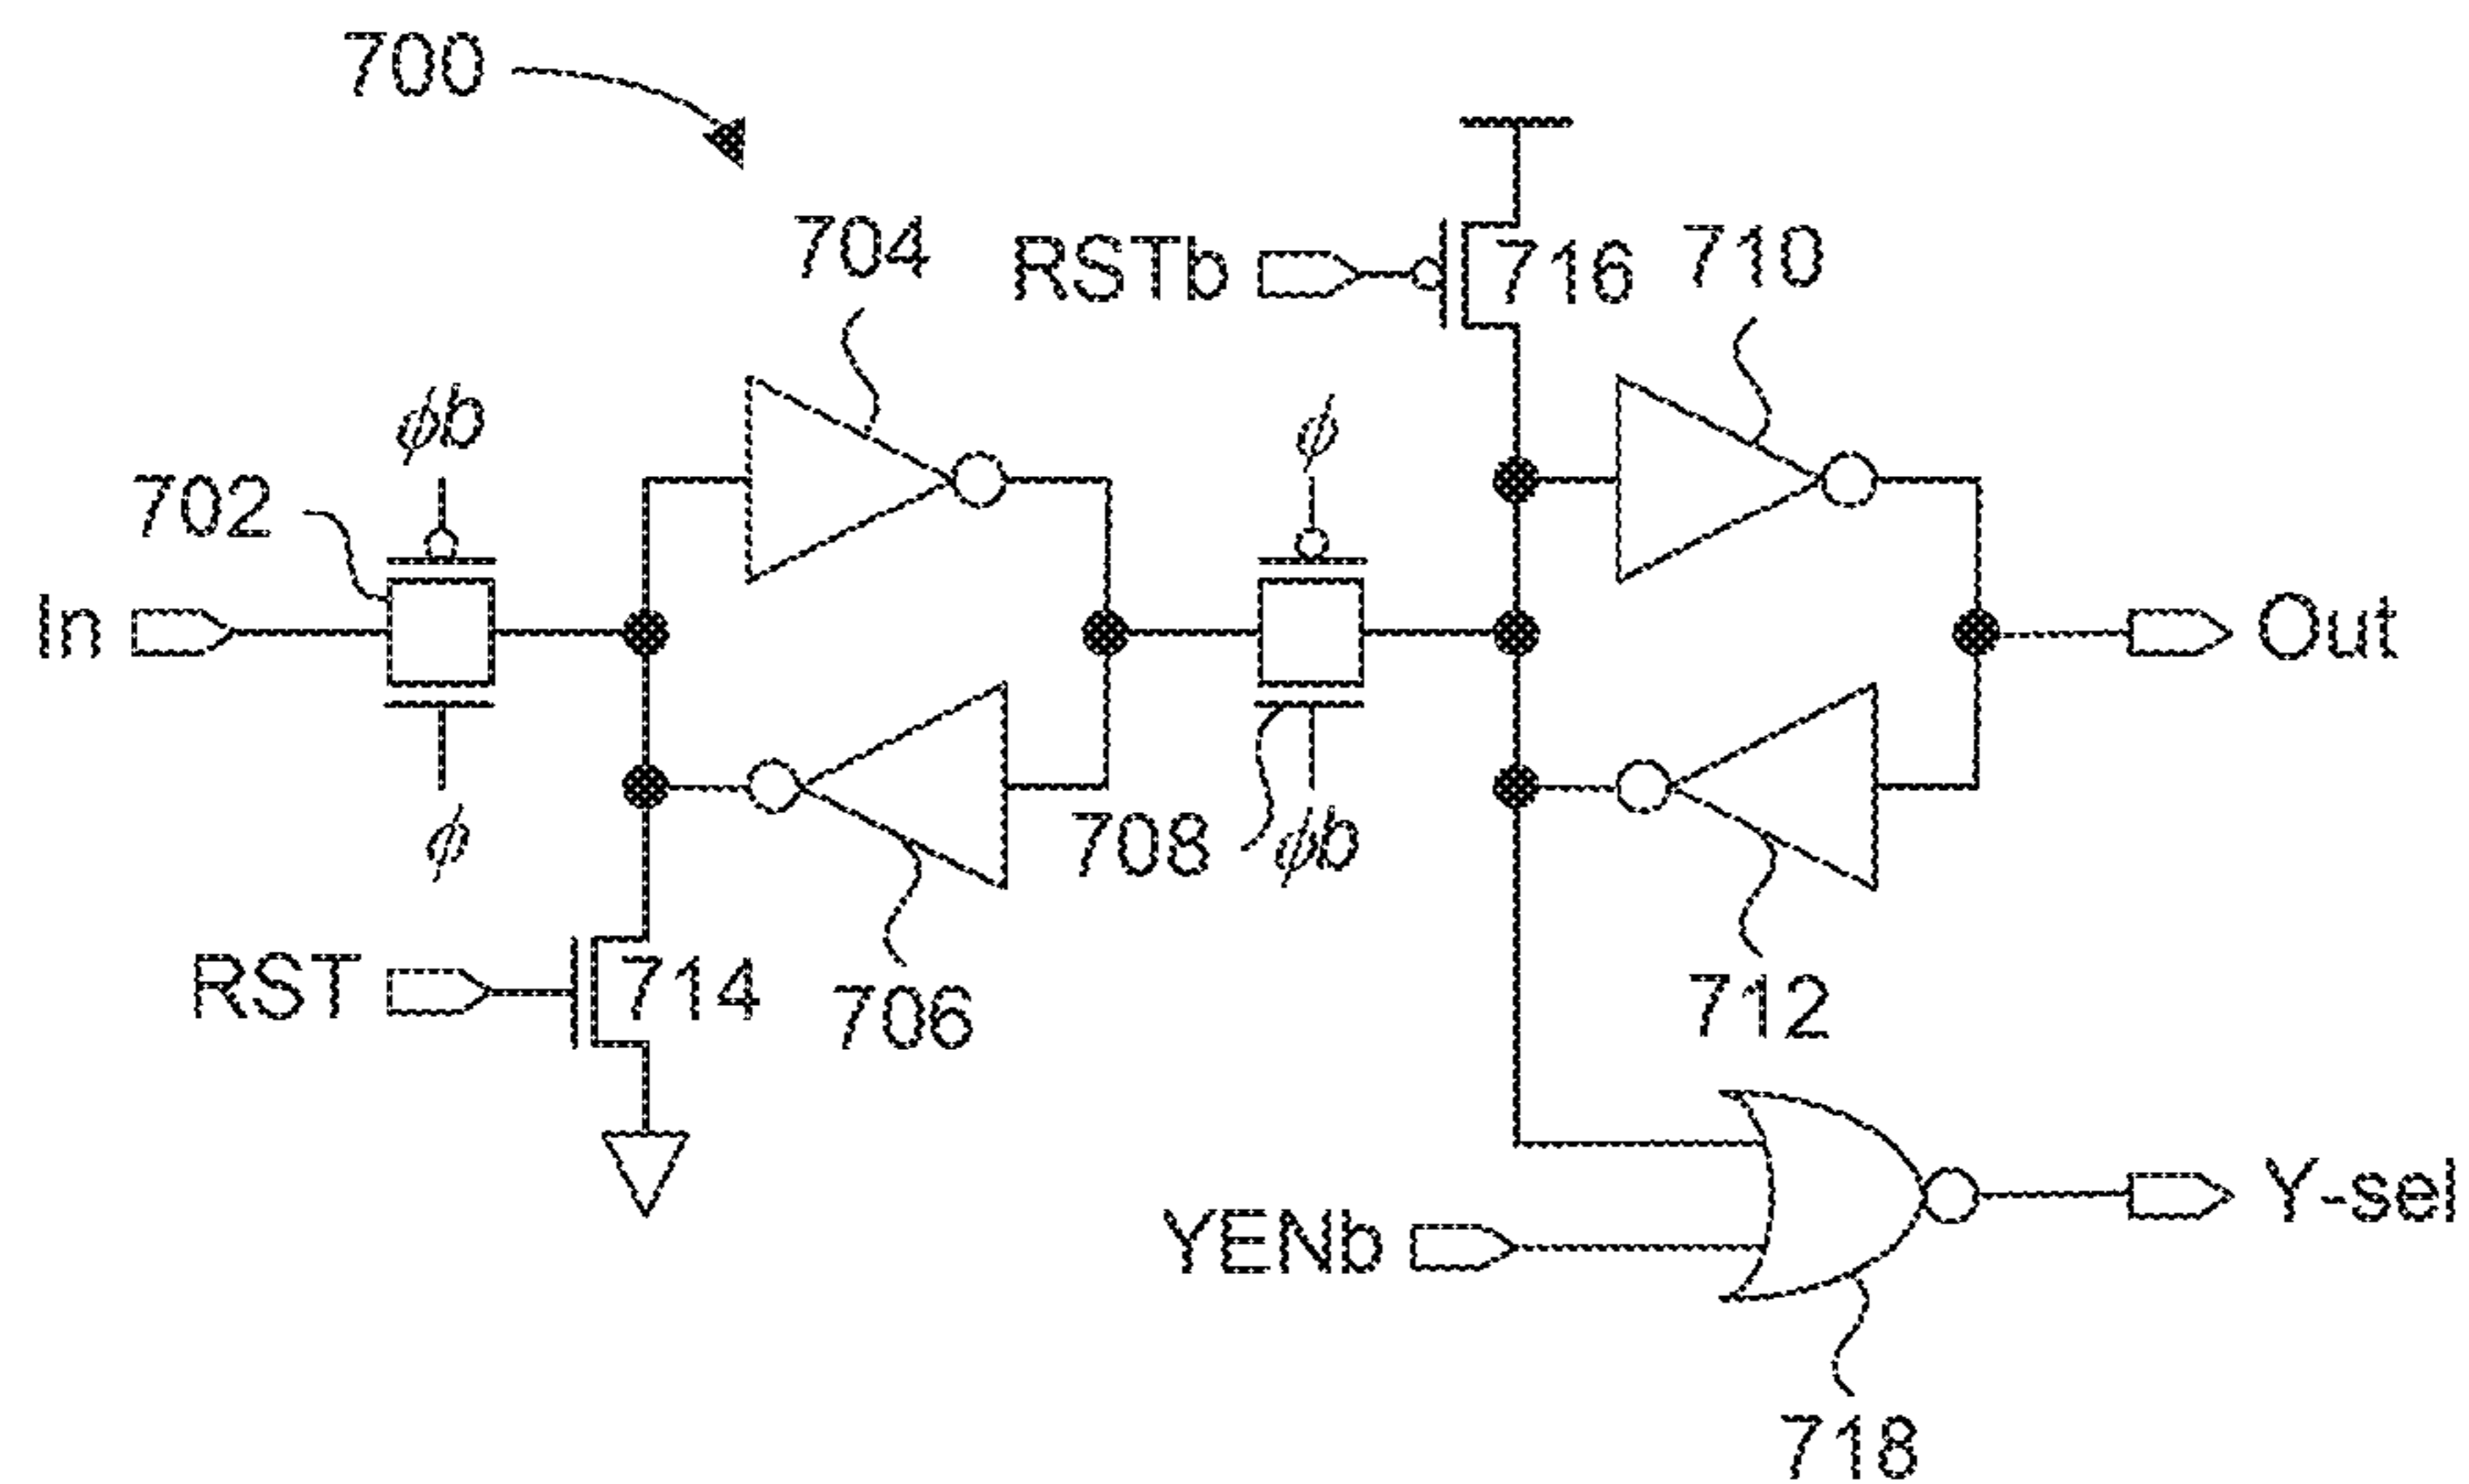 700
704
RSTb
716
710
ϕb
ϕ
702
In
Out
ϕ
708
ϕb
RST
714
706
712
YENb
Y-sel
718